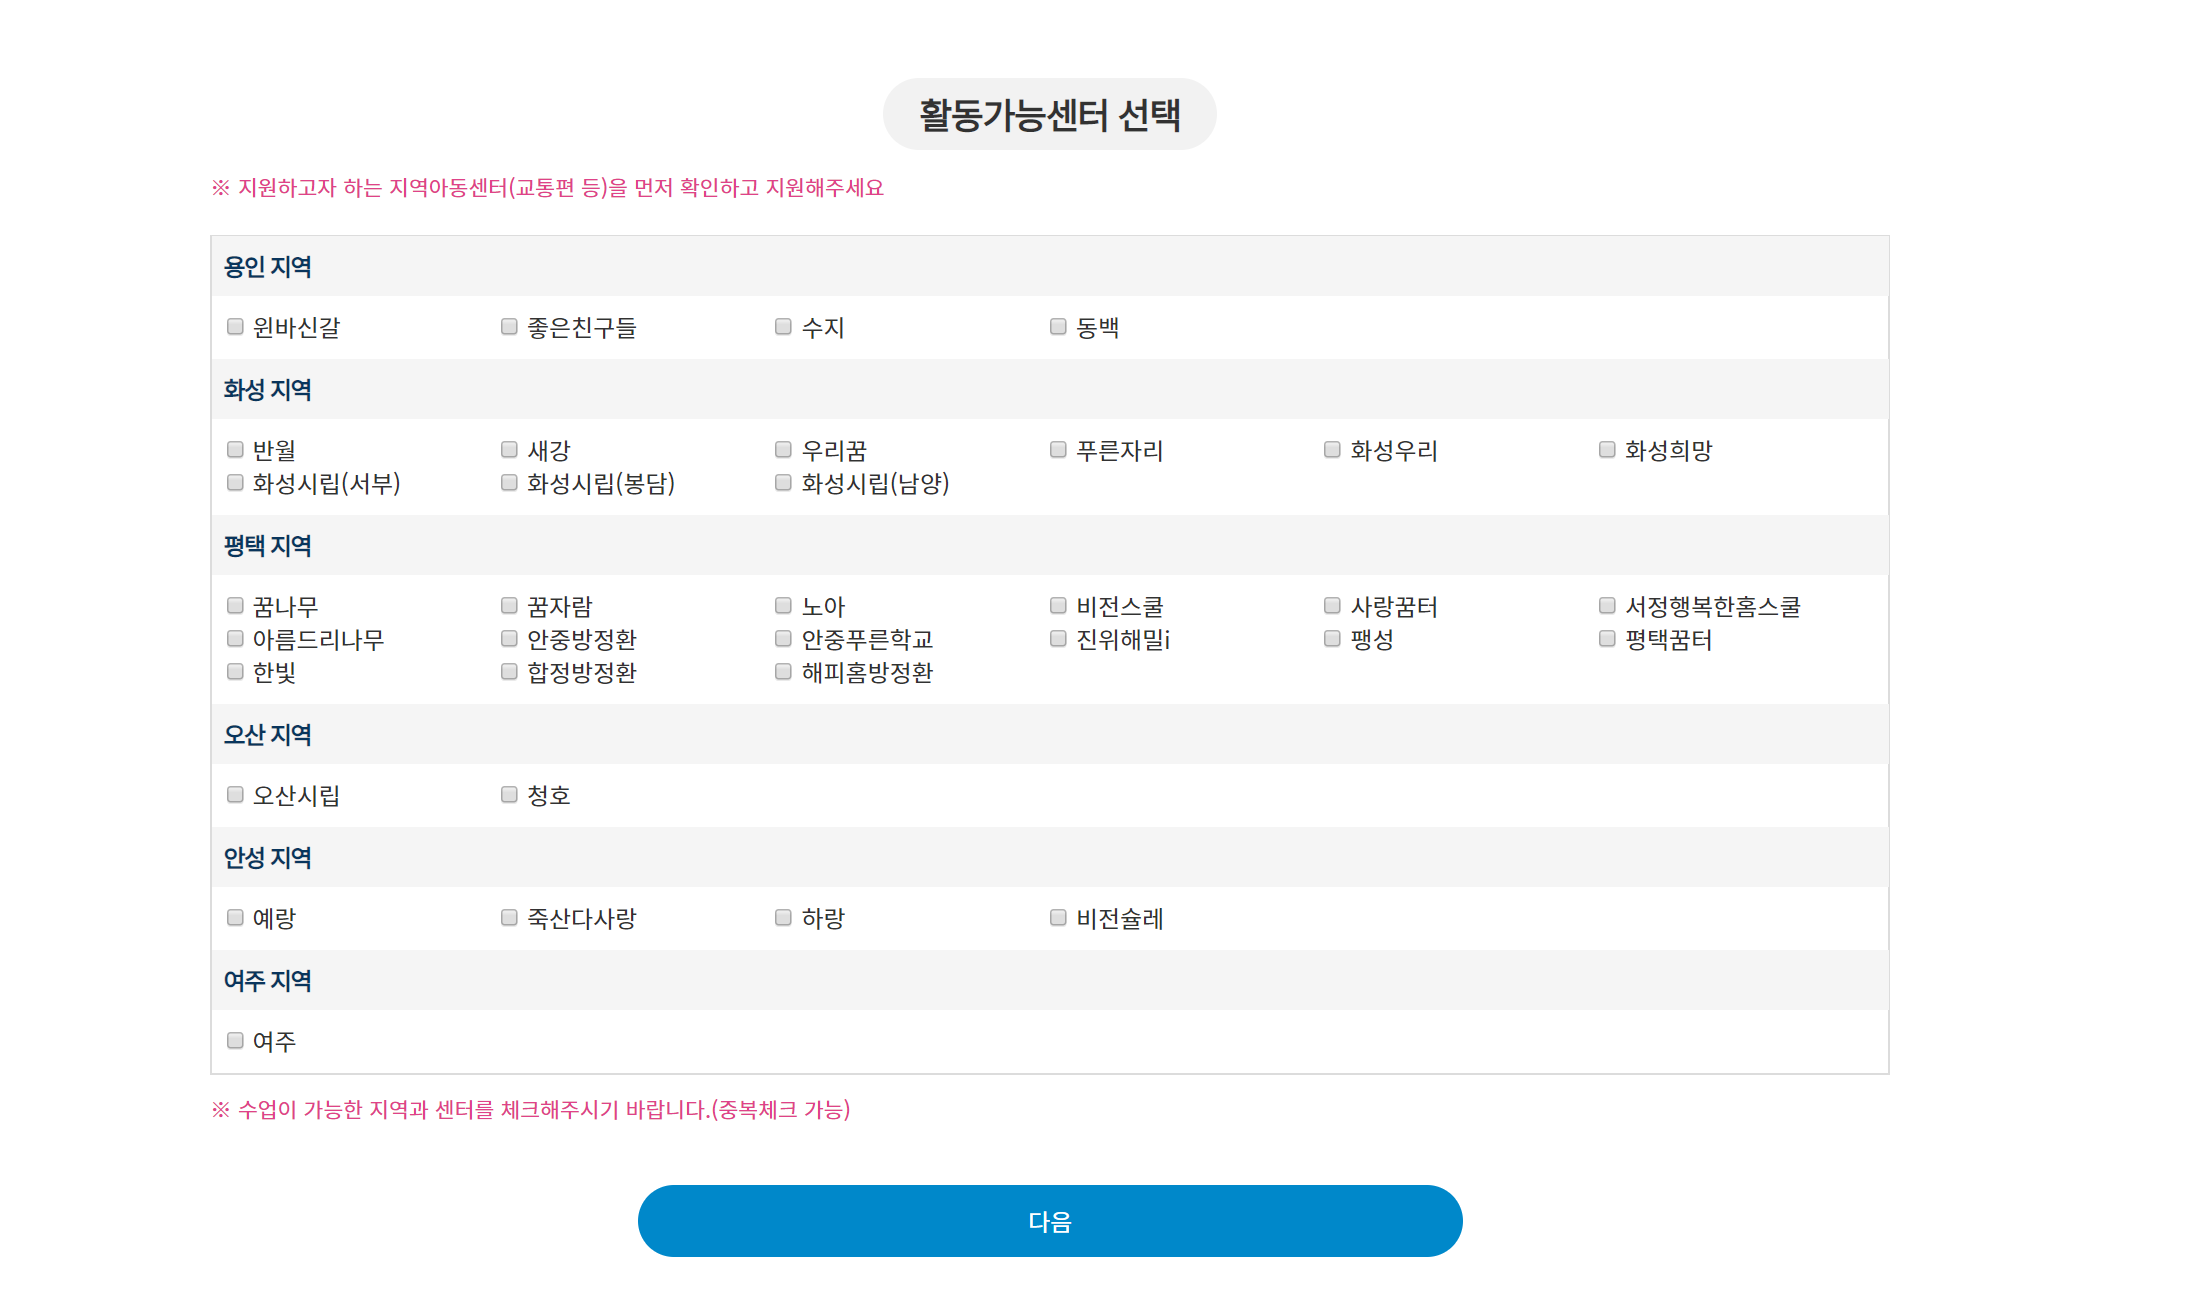 활동가능센터 선택
※ 지원하고자 하는 지역아동센터(교통편 등)을 먼저 확인하고 지원해주세요
용인 지역
윈바신갈 좋은친구들 수지 동백
화성 지역
반월 새강 우리꿈 푸른자리 화성우리 화성희망
화성시립(서부) 화성시립(봉담) 화성시립(남양)
평택 지역
꿈나무 꿈자람 노아 비전스쿨 사랑꿈터 서정행복한홈스쿨
아름드리나무 안중방정환 안중푸른학교 진위해밀i 팽성 평택꿈터
한빛 합정방정환 해피홈방정환
오산 지역
오산시립 청호
안성 지역
예랑 죽산다사랑 하랑 비전슐레
여주 지역
여주
※ 수업이 가능한 지역과 센터를 체크해주시기 바랍니다.(중복체크 가능)
다음